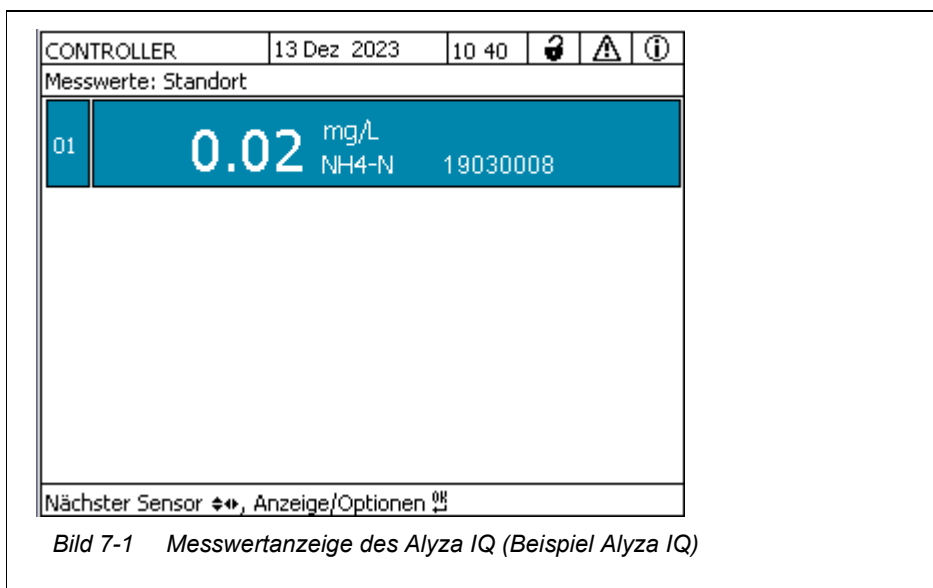 CONTROLLER 13 Dez 2023 10 40
Messwerte: Standort
01 0.02 mg/L
NH4-N 19030008
Nächster Sensor, Anzeige/Optionen OK
Bild 7-1 Messwertanzeige des Alyza IQ (Beispiel Alyza IQ)